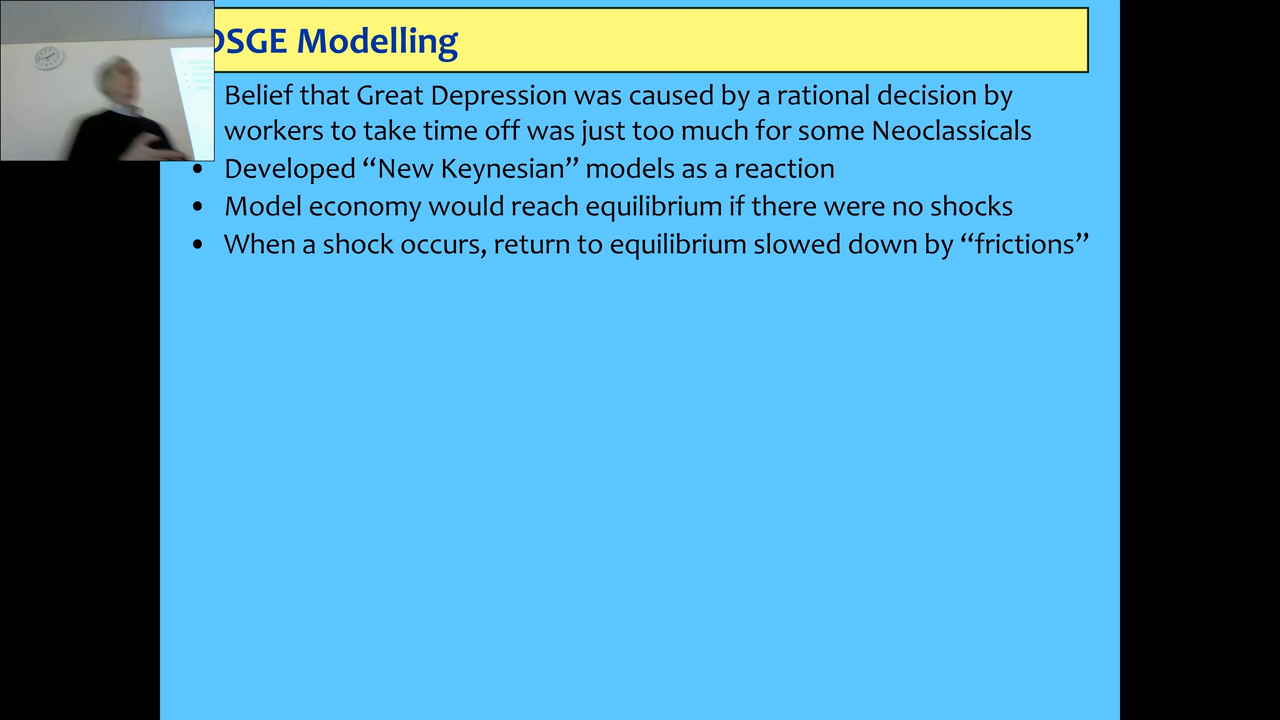 DSGE Modelling
Belief that Great Depression was caused by a rational decision by
workers to take time off was just too much for some Neoclassicals
• Developed “New Keynesian” models as a reaction
• Model economy would reach equilibrium if there were no shocks
• When a shock occurs, return to equilibrium slowed down by “frictions”